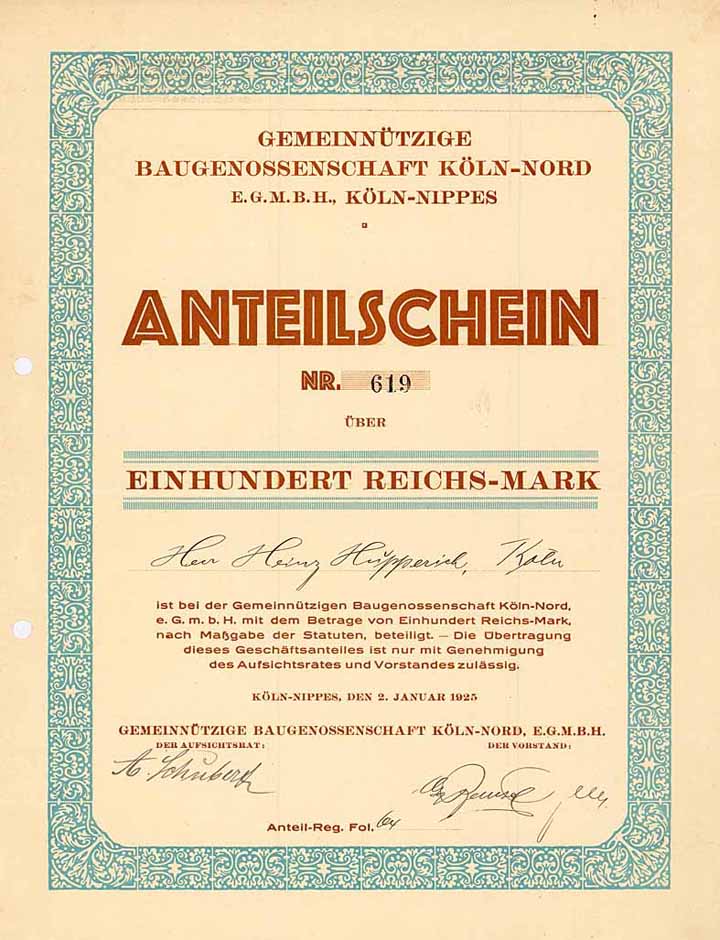 GEMEINNÜTZIGE
BAUGENOSSENSCHAFT KÖLN-NORD
E.G.M.B.H., KÖLN-NIPPES
ANTEILSCHEIN
NR. 619
ÜBER
EINHUNDERT REICHS-MARK
Herr Heinz Hupperich, Köln
ist bei der Gemeinnützigen Baugenossenschaft Köln-Nord,
e. G. m. b. H. mit dem Betrage von Einhundert Reichs-Mark,
nach Maßgabe der Statuten, beteiligt. – Die Übertragung
dieses Geschäftsanteiles ist nur mit Genehmigung
des Aufsichtsrates und Vorstandes zulässig.
KÖLN-NIPPES, DEN 2. JANUAR 1925
GEMEINNÜTZIGE BAUGENOSSENSCHAFT KÖLN-NORD, E.G.M.B.H.
DER AUFSICHTSRAT: DER VORSTAND:
A. Schubert
Anteil-Reg. Fol. 64